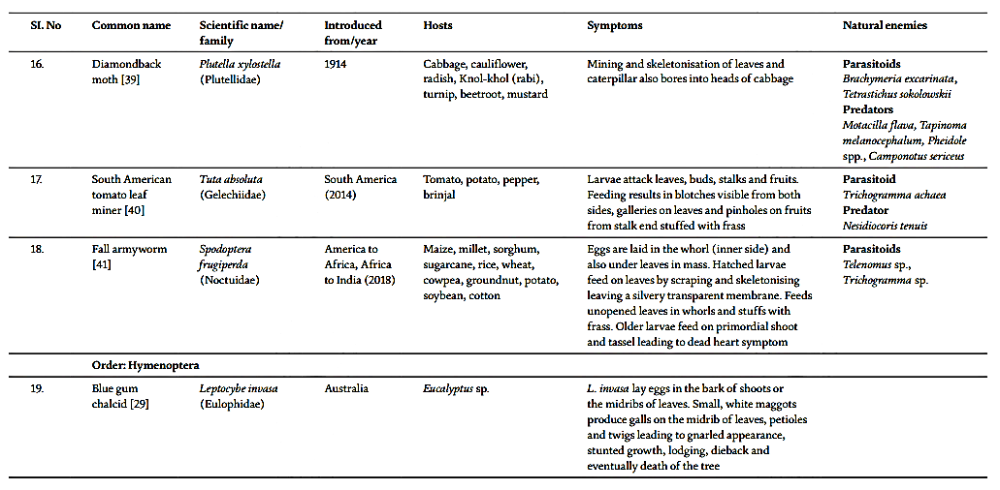 SI. No Common name Scientific name/ Introduced Hosts Symptoms Natural enemies
family from/year
16. Diamondback Plutella xylostella 1914 Cabbage, cauliflower, Mining and skeletonisation of leaves and Parasitoids
moth [39] (Plutellidae) radish, Knol-khol (rabi), caterpillar also bores into heads of cabbage Brachymeria excarinata,
turnip, beetroot, mustard Tetrastichus sokolowskii
Predators
Motacilla flava, Tapinoma
melanocephalum, Pheidole
spp., Camponotus sericeus
17. South American Tuta absoluta South America Tomato, potato, pepper, Larvae attack leaves, buds, stalks and fruits. Parasitoid
tomato leaf (Gelechiidae) (2014) brinjal Feeding results in blotches visible from both Trichogramma achaea
miner [40] sides, galleries on leaves and pinholes on fruits Predator
from stalk end stuffed with frass Nesidiocoris tenuis
18. Fall armyworm Spodoptera America to Maize, millet, sorghum, Eggs are laid in the whorl (inner side) and Parasitoids
[41] frugiperda Africa, Africa sugarcane, rice, wheat, also under leaves in mass. Hatched larvae Telenomus sp.,
(Noctuidae) to India (2018) cowpea, groundnut, potato, feed on leaves by scraping and skeletonising Trichogramma sp.
soybean, cotton leaving a silvery transparent membrane. Feeds
unopened leaves in whorls and stuffs with
frass. Older larvae feed on primordial shoot
and tassel leading to dead heart symptom
Order: Hymenoptera
19. Blue gum Leptocybe invasa Australia Eucalyptus sp. L. invasa lay eggs in the bark of shoots or
chalcid [29] (Eulophidae) the midribs of leaves. Small, white maggots
produce galls on the midrib of leaves, petioles
and twigs leading to gnarled appearance,
stunted growth, lodging, dieback and
eventually death of the tree